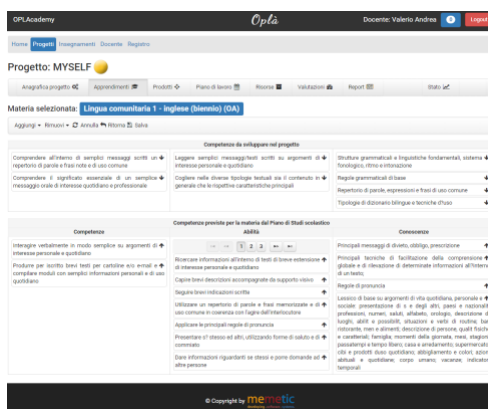 OPLAcademy
Oplà
Docente: Valerio Andrea
Logout
Home Progetti Insegnamenti Docente Registro
Progetto: MYSELF
Anagrafica progetto
Apprendimenti
Prodotti
Piano di lavoro
Risorse
Valutazioni
Report
Stato
Materia selezionata: Lingua comunitaria 1 - inglese (biennio) (OA)
Aggiungi Rimuovi Annulla Ritorna Salva
Competenze da sviluppare nel progetto
Comprendere all'interno di semplici messaggi scritti un
repertorio di parole e frasi note e di uso comune
Comprendere il significato essenziale di un semplice
messaggio orale di interesse quotidiano e professionale
Leggere semplici messaggi/testi scritti su argomenti di
interesse personale e quotidiano
Cogliere nelle diverse tipologie testuali sia il contenuto in
generale che le rispettive caratteristiche principali
Strutture grammaticali e linguistiche fondamentali, sistema
fonologico, ritmo e intonazione
Regole grammaticali di base
Repertorio di parole, espressioni e frasi di uso comune
Tipologie di dizionario bilingue e tecniche d'uso
Competenze previste per la materia dal Piano di Studi scolastico
Competenze
Abilità
Conoscenze
Interagire verbalmente in modo semplice su argomenti di
interesse personale e quotidiano
Produrre per iscritto brevi testi per cartoline e/o e-mail e
compilare moduli con semplici informazioni personali e di uso
quotidiano
1 2 3
Ricercare informazioni all'interno di testi di breve estensione
di interesse personale e quotidiano
Capire brevi descrizioni accompagnate da supporto visivo
Seguire brevi indicazioni scritte
Utilizzare un repertorio di parole e frasi memorizzate e di
uso comune in coerenza con l'agire dell'interlocutore
Applicare le principali regole di pronuncia
Presentare s? stesso ed altri, utilizzando forme di saluto e di
commiato
Dare informazioni riguardanti se stessi e porre domande ad
altre persone
Principali messaggi di divieto, obbligo, prescrizione
Principali tecniche di facilitazione della comprensione
globale e di rilevazione di determinate informazioni all'interno
di un testo;
Regole di pronuncia
Lessico di base su argomenti di vita quotidiana, personale e
sociale: presentazione di s e degli altri, paesi e nazionalit
professioni, numeri, saluti, alfabeto, orologio, descrizione di
luoghi, abilit e possibilit, situazioni e verbi di routine, bar
ristorante, men e alimenti, descrizione di persone, qualit fisiche
e caratteriali; famiglia, momenti della giornata, mesi, stagioni
passatempi e tempo libero, casa e arredamento; supermercato
cibi e prodotti duso quotidiano; abbigliamento e colori; azioni
abituali e quotidiane; corpo umano; vacanze; indicatori
temporali
© Copyright by memetic